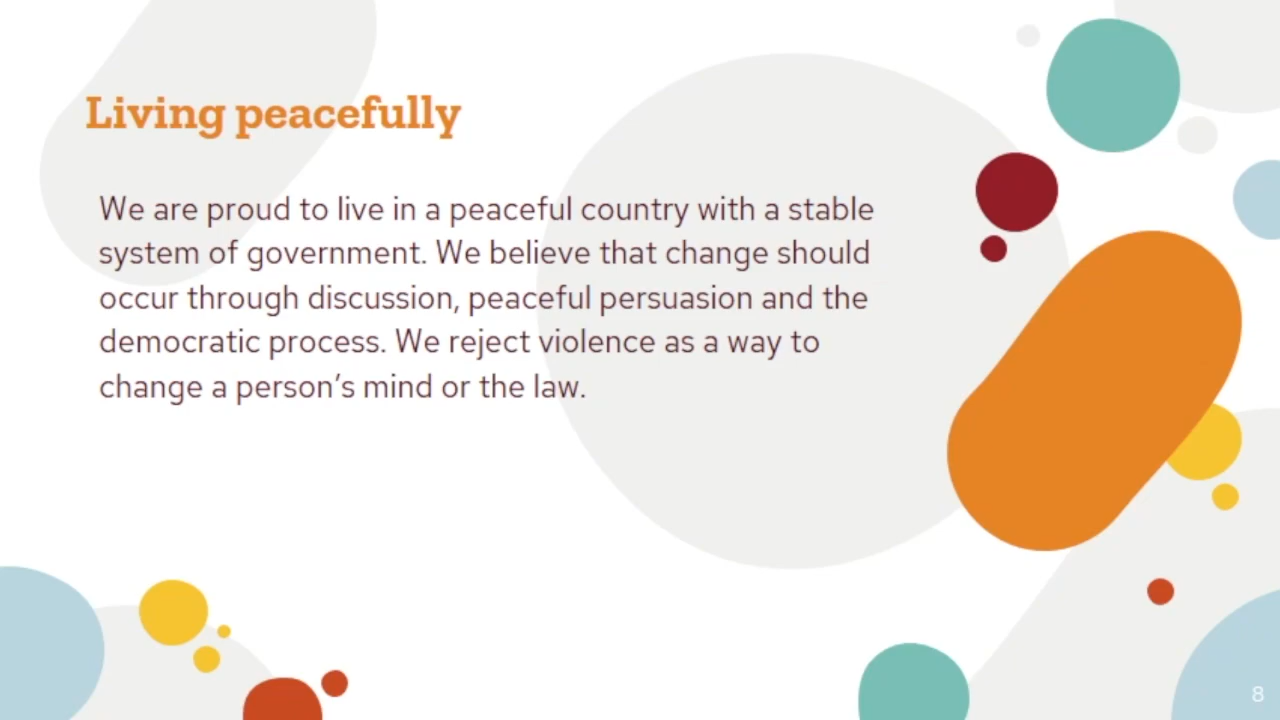 Living peacefully
We are proud to live in a peaceful country with a stable
system of government. We believe that change should
occur through discussion, peaceful persuasion and the
democratic process. We reject violence as a way to
change a person’s mind or the law.
8